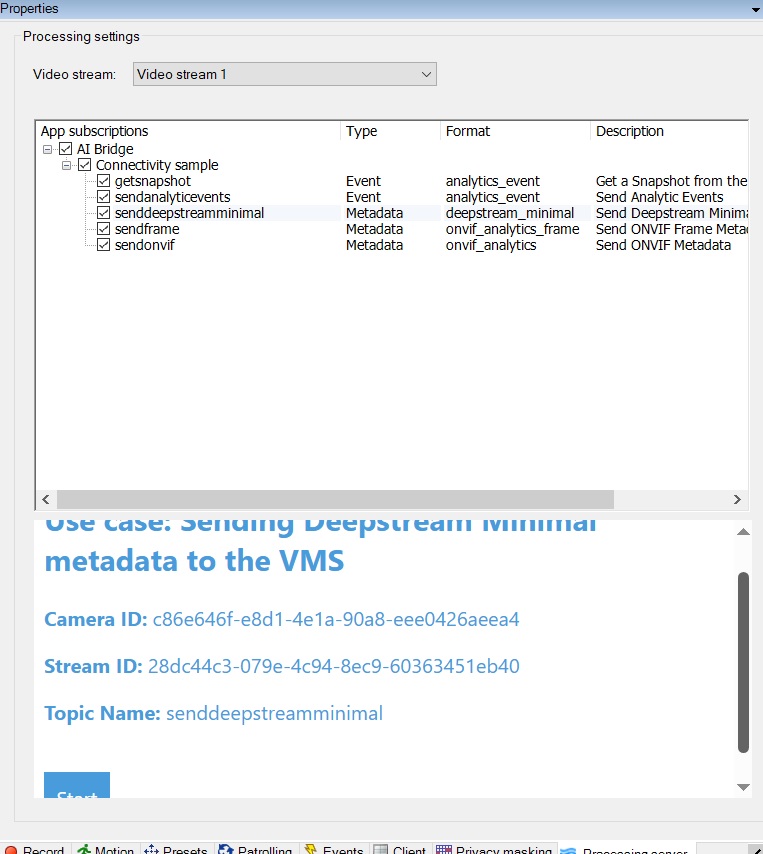 Properties
Processing settings
Video stream: Video stream 1
App subscriptions Type Format Description
AI Bridge
Connectivity sample
getsnapshot Event analytics_event Get a Snapshot from the
sendanalyticevents Event analytics_event Send Analytic Events
senddeepstreamminimal Metadata deepstream_minimal Send Deepstream Minima
sendframe Metadata onvif_analytics_frame Send ONVIF Frame Meta
sendonvif Metadata onvif_analytics Send ONVIF Metadata
Use case: Sending Deepstream Minimal
metadata to the VMS
Camera ID: c86e646f-e8d1-4e1a-90a8-eee0426aeea4
Stream ID: 28dc44c3-079e-4c94-8ec9-60363451eb40
Topic Name: senddeepstreamminimal
Start
Record Motion Presets Patrolling Events Client Privacy masking Processing server